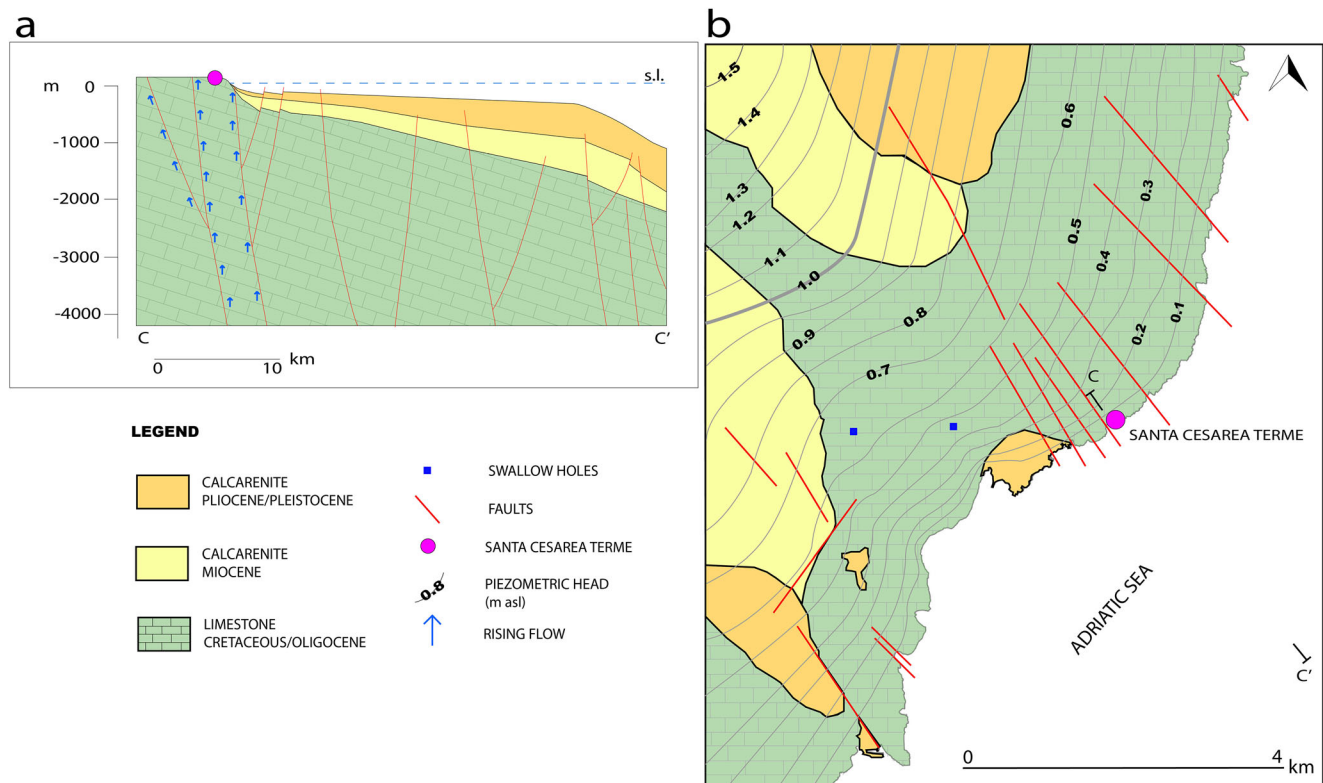 a
m
0
-1000
-2000
-3000
-4000
s.l.
C
C'
0
10
km
LEGEND
CALCARENITE
PLIOCENE/PLEISTOCENE
CALCARENITE
MIOCENE
LIMESTONE
CRETACEOUS/OLIGOCENE
SWALLOW HOLES
FAULTS
SANTA CESAREA TERME
0.8
PIEZOMETRIC HEAD
(m asl)
RISING FLOW
b
1.5
1.4
1.3
1.2
1.1
1.0
0.9
0.8
0.7
0.6
0.5
0.4
0.3
0.2
0.1
C
SANTA CESAREA TERME
ADRIATIC SEA
C'
0
4
km